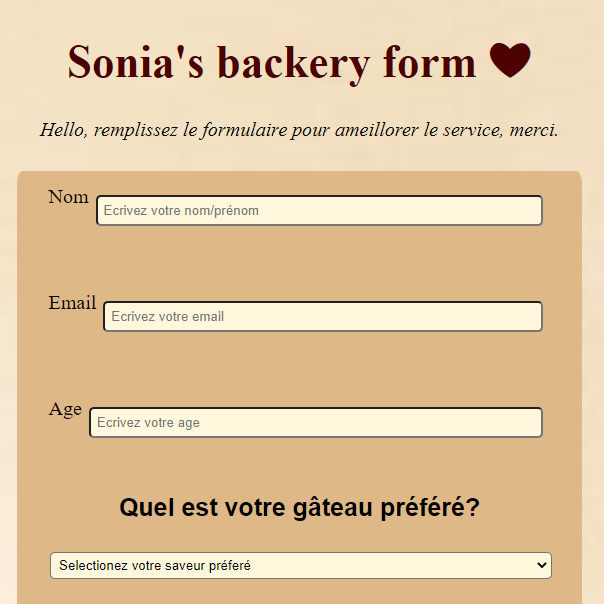 Sonia's backery form
Hello, remplissez le formulaire pour ameillorer le service, merci.
Nom
Ecrivez votre nom/prénom
Email
Ecrivez votre email
Age
Ecrivez votre age
Quel est votre gâteau préféré?
Selectionez votre saveur préferé